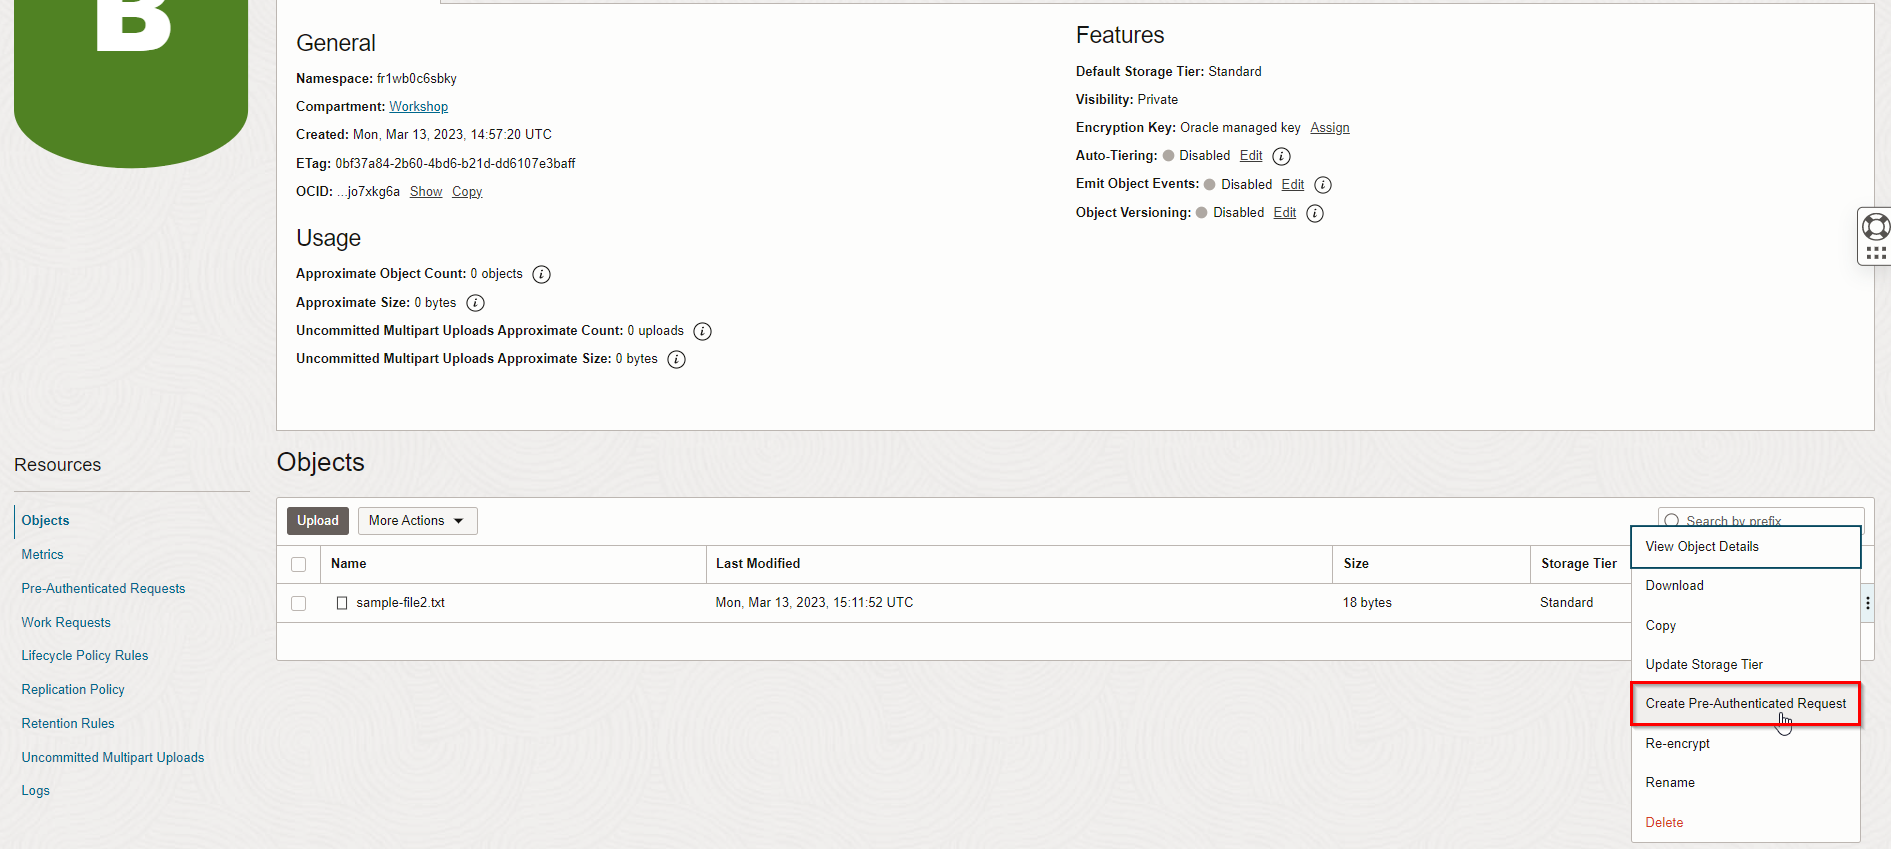 B
General
Namespace: fr1wb0c6sbky
Compartment: Workshop
Created: Mon, Mar 13, 2023, 14:57:20 UTC
ETag: 0bf37a84-2b60-4bd6-b21d-dd6107e3baff
OCID: ...jo7xkg6a Show Copy
Usage
Approximate Object Count: 0 objects i
Approximate Size: 0 bytes i
Uncommitted Multipart Uploads Approximate Count: 0 uploads i
Uncommitted Multipart Uploads Approximate Size: 0 bytes i
Features
Default Storage Tier: Standard
Visibility: Private
Encryption Key: Oracle managed key Assign
Auto-Tiering: Disabled Edit i
Emit Object Events: Disabled Edit i
Object Versioning: Disabled Edit i
Resources
Objects
Metrics
Pre-Authenticated Requests
Work Requests
Lifecycle Policy Rules
Replication Policy
Retention Rules
Uncommitted Multipart Uploads
Logs
Objects
Upload More Actions Search by prefix
Name Last Modified Size Storage Tier
sample-file2.txt Mon, Mar 13, 2023, 15:11:52 UTC 18 bytes Standard
View Object Details
Download
Copy
Update Storage Tier
Create Pre-Authenticated Request
Re-encrypt
Rename
Delete